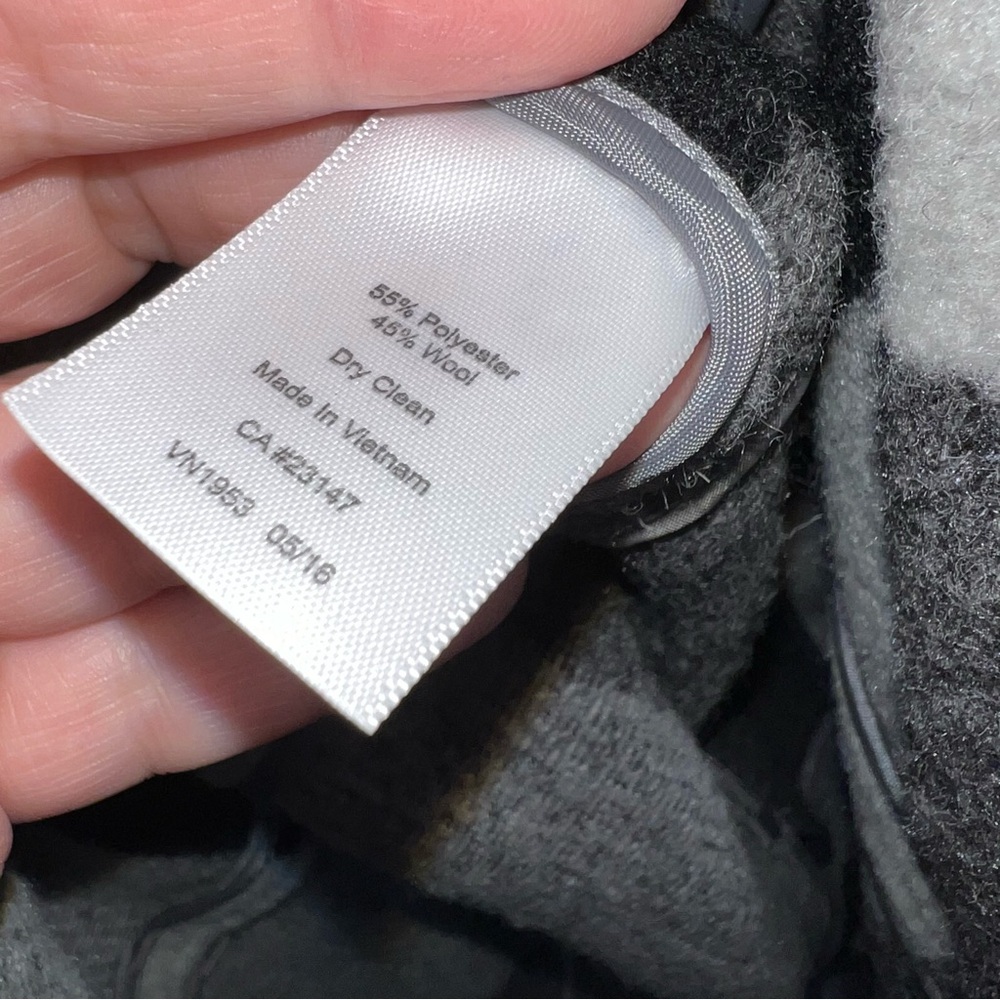 55% Polyester
45% Wool
Dry Clean
Made In Vietnam
CA#23147
VN1953 05/16